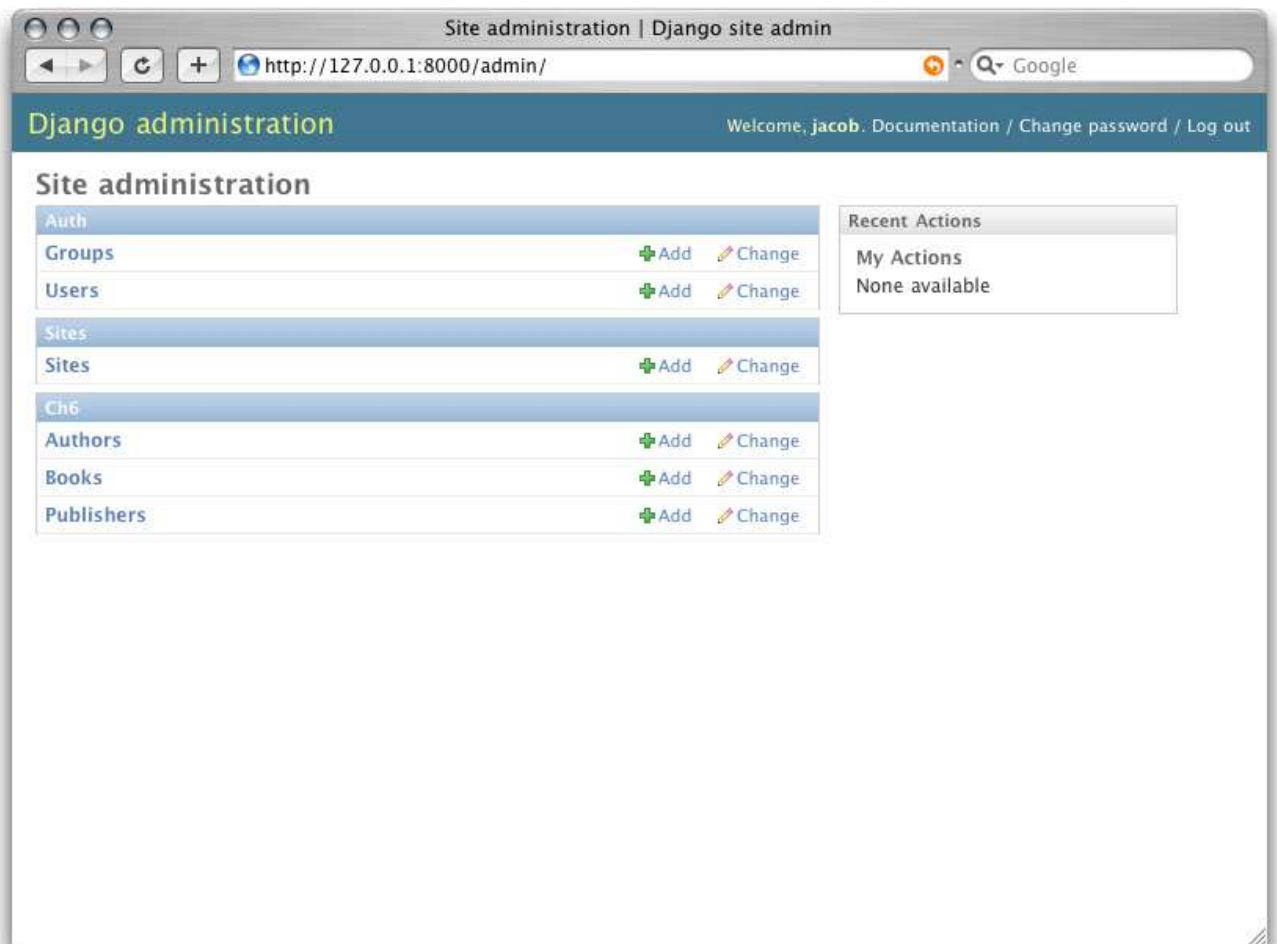 Site administration | Django site admin
http://127.0.0.1:8000/admin/
Google
Django administration
Welcome, jacob. Documentation / Change password / Log out
Site administration
Auth
Groups Add Change
Users Add Change
Sites
Sites Add Change
Ch6
Authors Add Change
Books Add Change
Publishers Add Change
Recent Actions
My Actions
None available